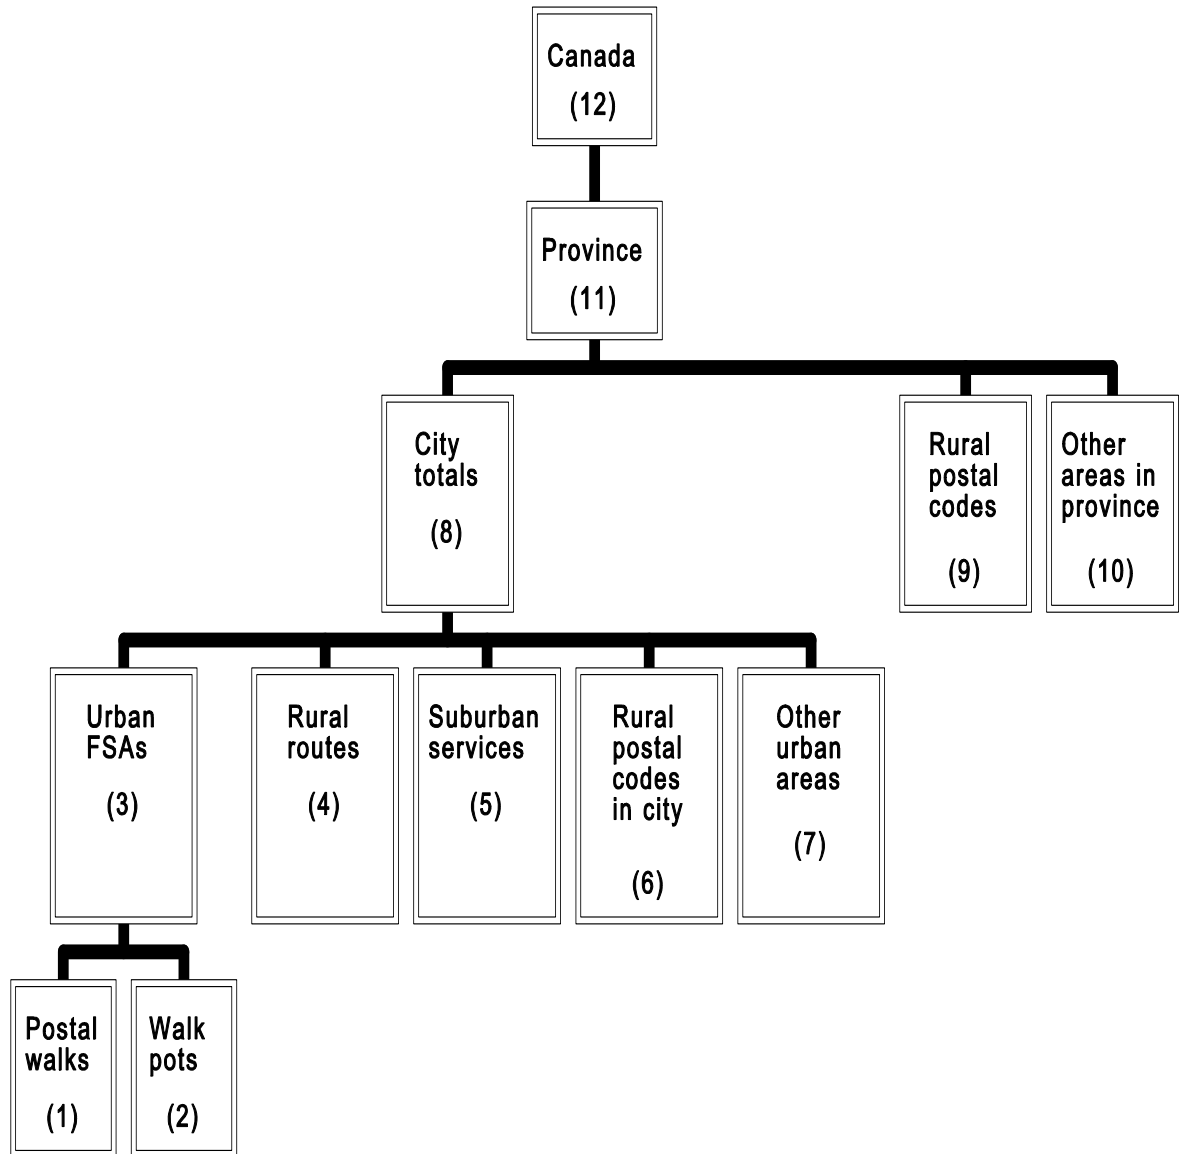 Canada
(12)
Province
(11)
City
totals
(8)
Rural
postal
codes
(9)
Other
areas in
province
(10)
Urban
FSAs
(3)
Rural
routes
(4)
Suburban
services
(5)
Rural
postal
codes
in city
(6)
Other
urban
areas
(7)
Postal
walks
(1)
Walk
pots
(2)